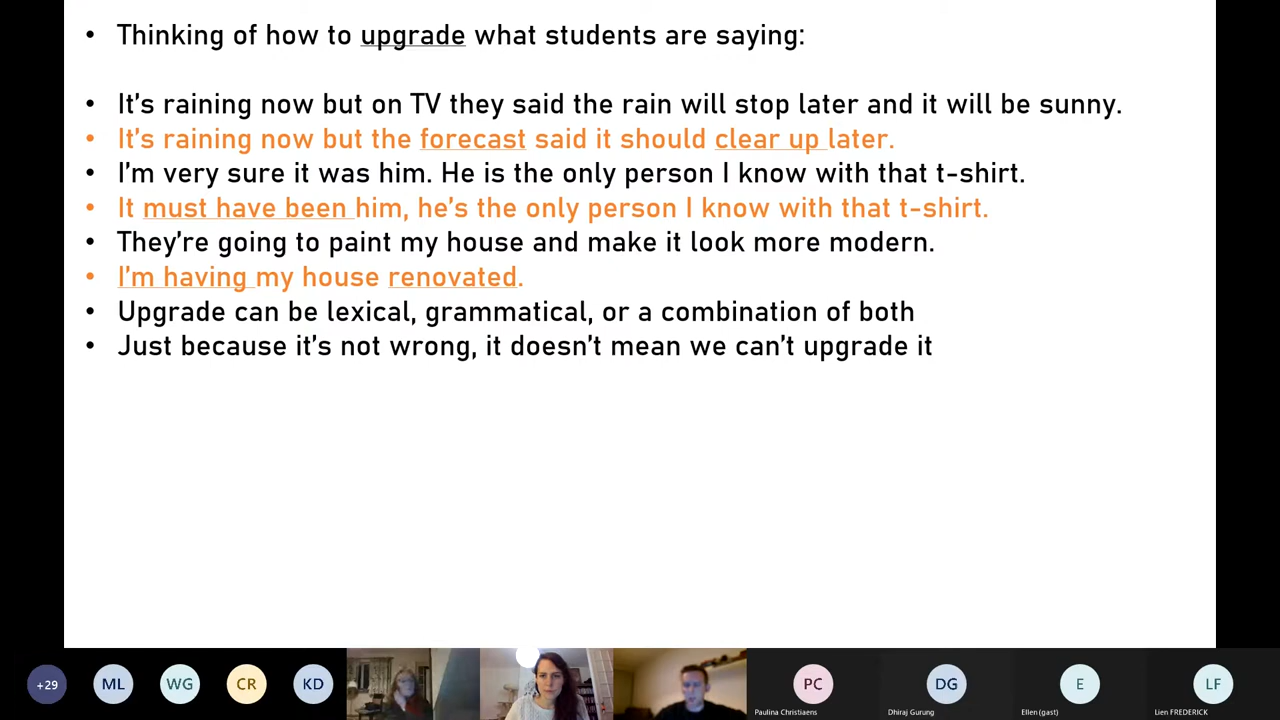 • Thinking of how to upgrade what students are saying:
• It's raining now but on TV they said the rain will stop later and it will be sunny.
• It's raining now but the forecast said it should clear up later.
• I'm very sure it was him. He is the only person I know with that t-shirt.
• It must have been him, he's the only person I know with that t-shirt.
• They're going to paint my house and make it look more modern.
• I'm having my house renovated.
• Upgrade can be lexical, grammatical, or a combination of both
• Just because it's not wrong, it doesn't mean we can't upgrade it
+29 ML WG CR KD PC DG E LF
Paulina Christiaens Dhiraj Gurung Ellen (gast) Lien FREDERICK